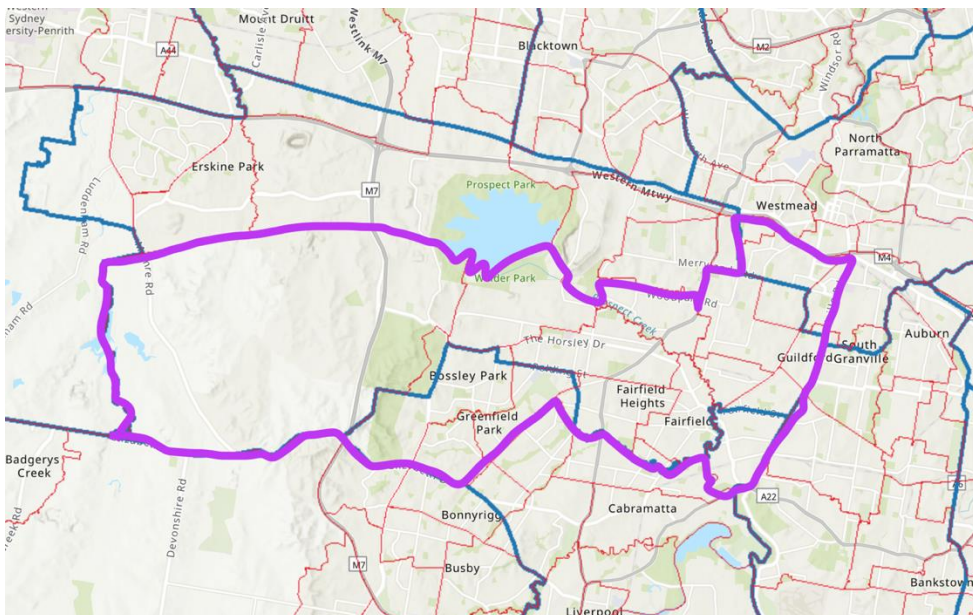 Western
Sydney
ersity-Penrith
Mount Druitt
Carlisle
A44
Westlink M7
Blacktown
M2
Windsor Rd
North
Parramatta
Erskine Park
M7
Prospect Park
Western Mtwy
Westmead
Luddenham Rd
M4
Walder Park
Rd
ham Rd
Prospect Creek
Auburn
The Horsley Dr
South
Granville
Guildford
Bossley Park
Fairfield
Heights
Greenfield
Park
Fairfield
Badgerys
Creek
Devonshire Rd
A22
Cabramatta
Bonnyrigg
M7
Busby
Bankstown
Liverpool